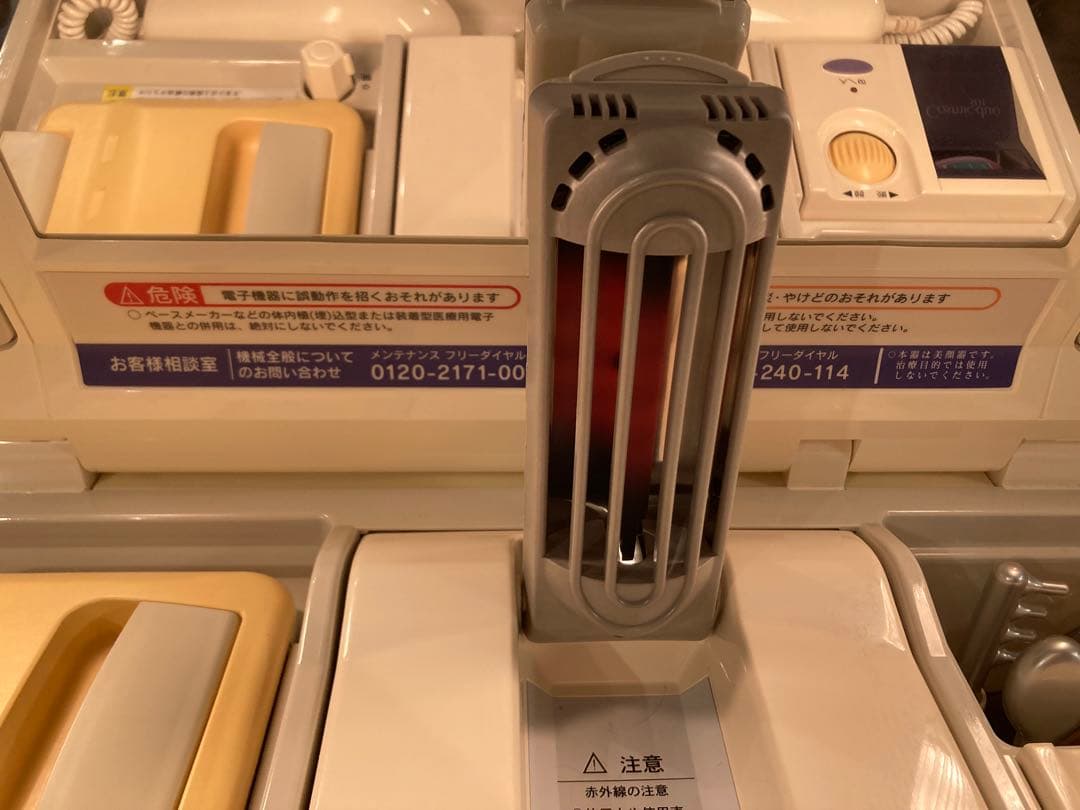 危険 電子機器に誤動作を招くおそれがあります
○ペースメーカーなどの体内植(埋)込型または装着型医療用電子
機器との併用は、絶対にしないでください。
・やけどのおそれがあります
用しないでください。
して使用しないでください。
お客様相談室
機械全般について
のお問い合わせ
メンテナンス フリーダイヤル
0120-2171-00
フリーダイヤル
-240-114
○本器は美顔器です。
治療目的では使用
しないでください。
注意
赤外線の注意